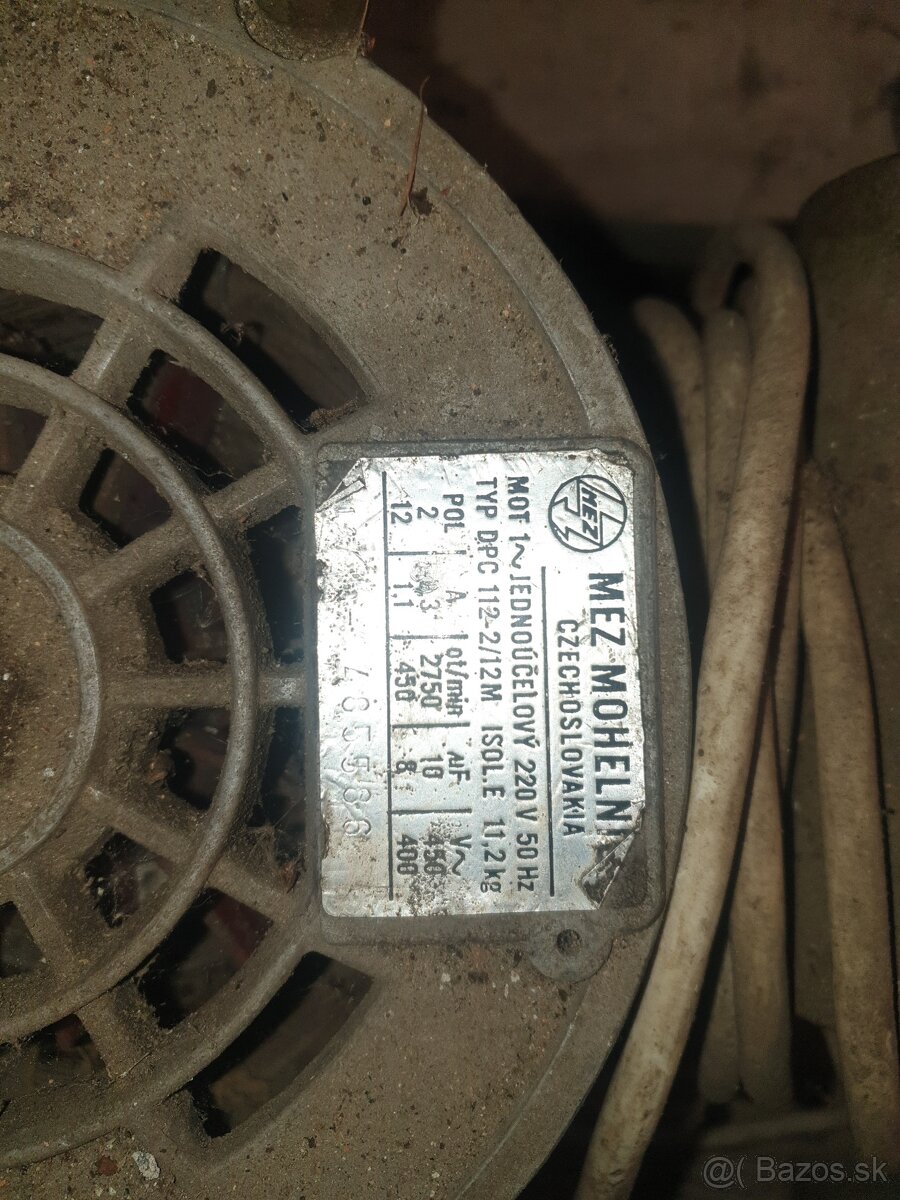 MEZ
MEZ MOHELNI
CZECHOSLOVAKIA
MOT 1~ JEDNOÚČELOVÝ 220 V 50 Hz
TYP DPC 112-2/12M ISOL.E 11,2 kg
POL A ot/min µF V~
2 3 2750 10 450
12 1,1 450 8 400
465586
@( Bazos.sk